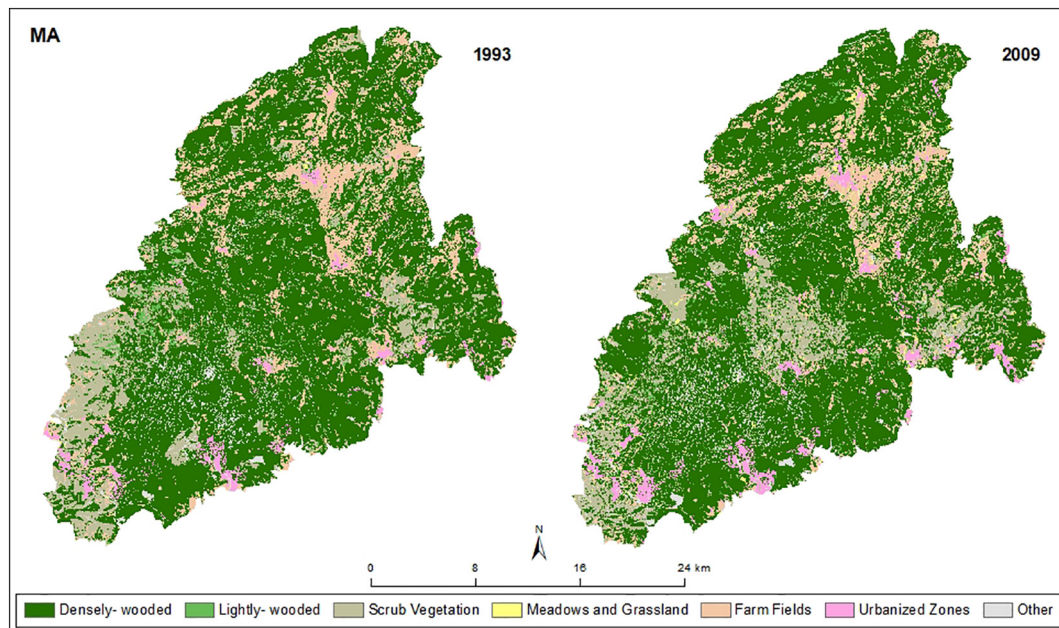 MA
1993
2009
N
0 8 16 24 km
Densely- wooded Lightly- wooded Scrub Vegetation Meadows and Grassland Farm Fields Urbanized Zones Other